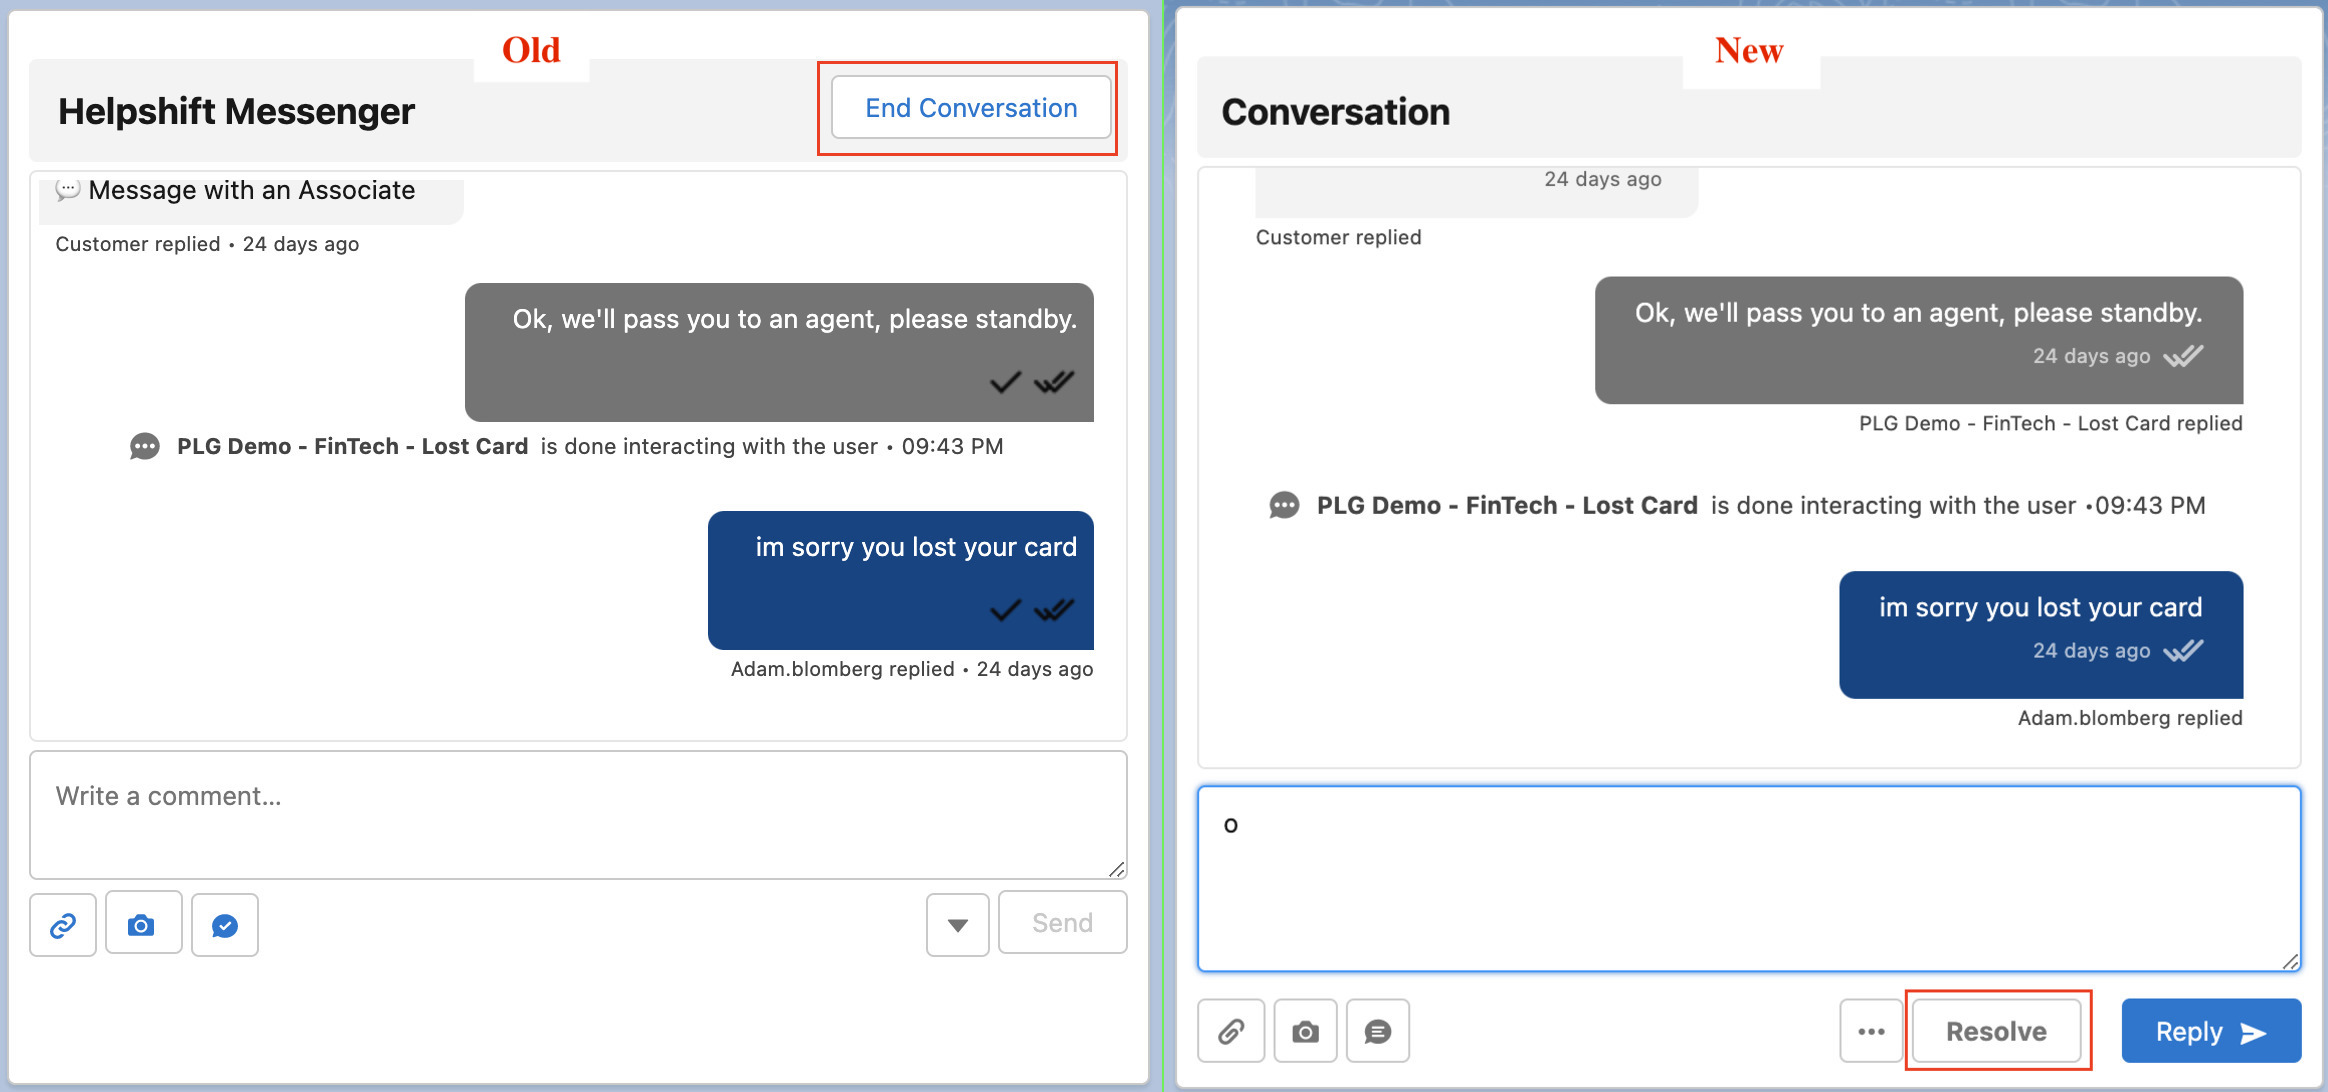 Old
Helpshift Messenger
End Conversation
Message with an Associate
Customer replied • 24 days ago
Ok, we'll pass you to an agent, please standby.
PLG Demo - FinTech - Lost Card is done interacting with the user • 09:43 PM
im sorry you lost your card
Adam.blomberg replied • 24 days ago
Write a comment...
Send
New
Conversation
24 days ago
Customer replied
Ok, we'll pass you to an agent, please standby.
24 days ago
PLG Demo - FinTech - Lost Card replied
PLG Demo - FinTech - Lost Card is done interacting with the user •09:43 PM
im sorry you lost your card
24 days ago
Adam.blomberg replied
o
Resolve
Reply